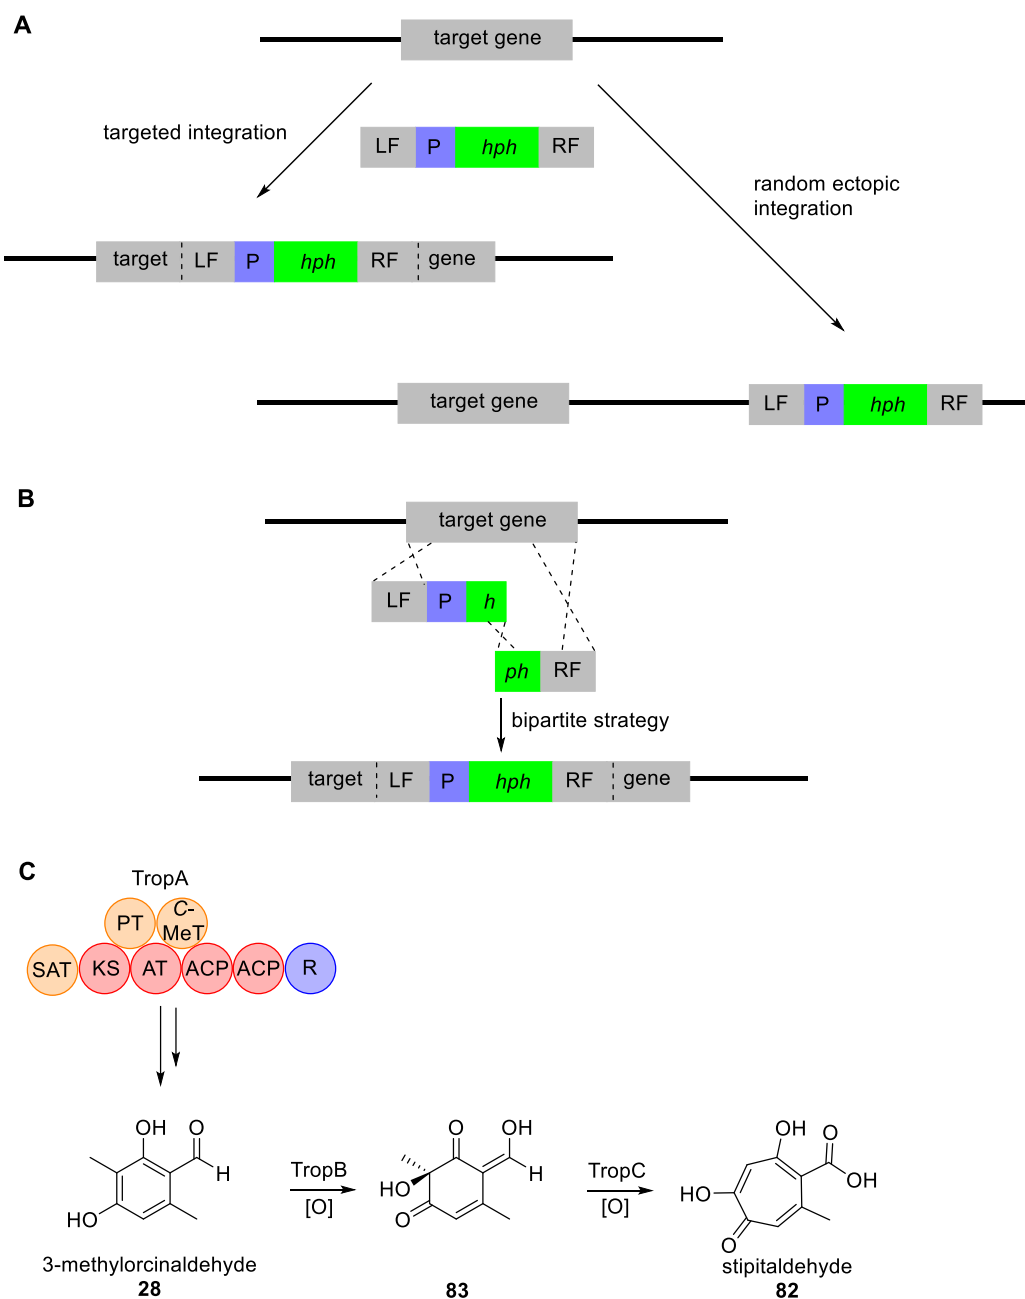 A
target gene
targeted integration
LF P hph RF
random ectopic
integration
target LF P hph RF gene
target gene
LF P hph RF
B
target gene
LF P h
ph RF
bipartite strategy
target LF P hph RF gene
C
TropA
PT
C-
MeT
SAT KS AT ACP ACP R
OH O
H
HO
3-methylorcinaldehyde
28
TropB
[O]
O OH
H
HO
O
83
TropC
[O]
OH O
OH
HO
O
stipitaldehyde
82